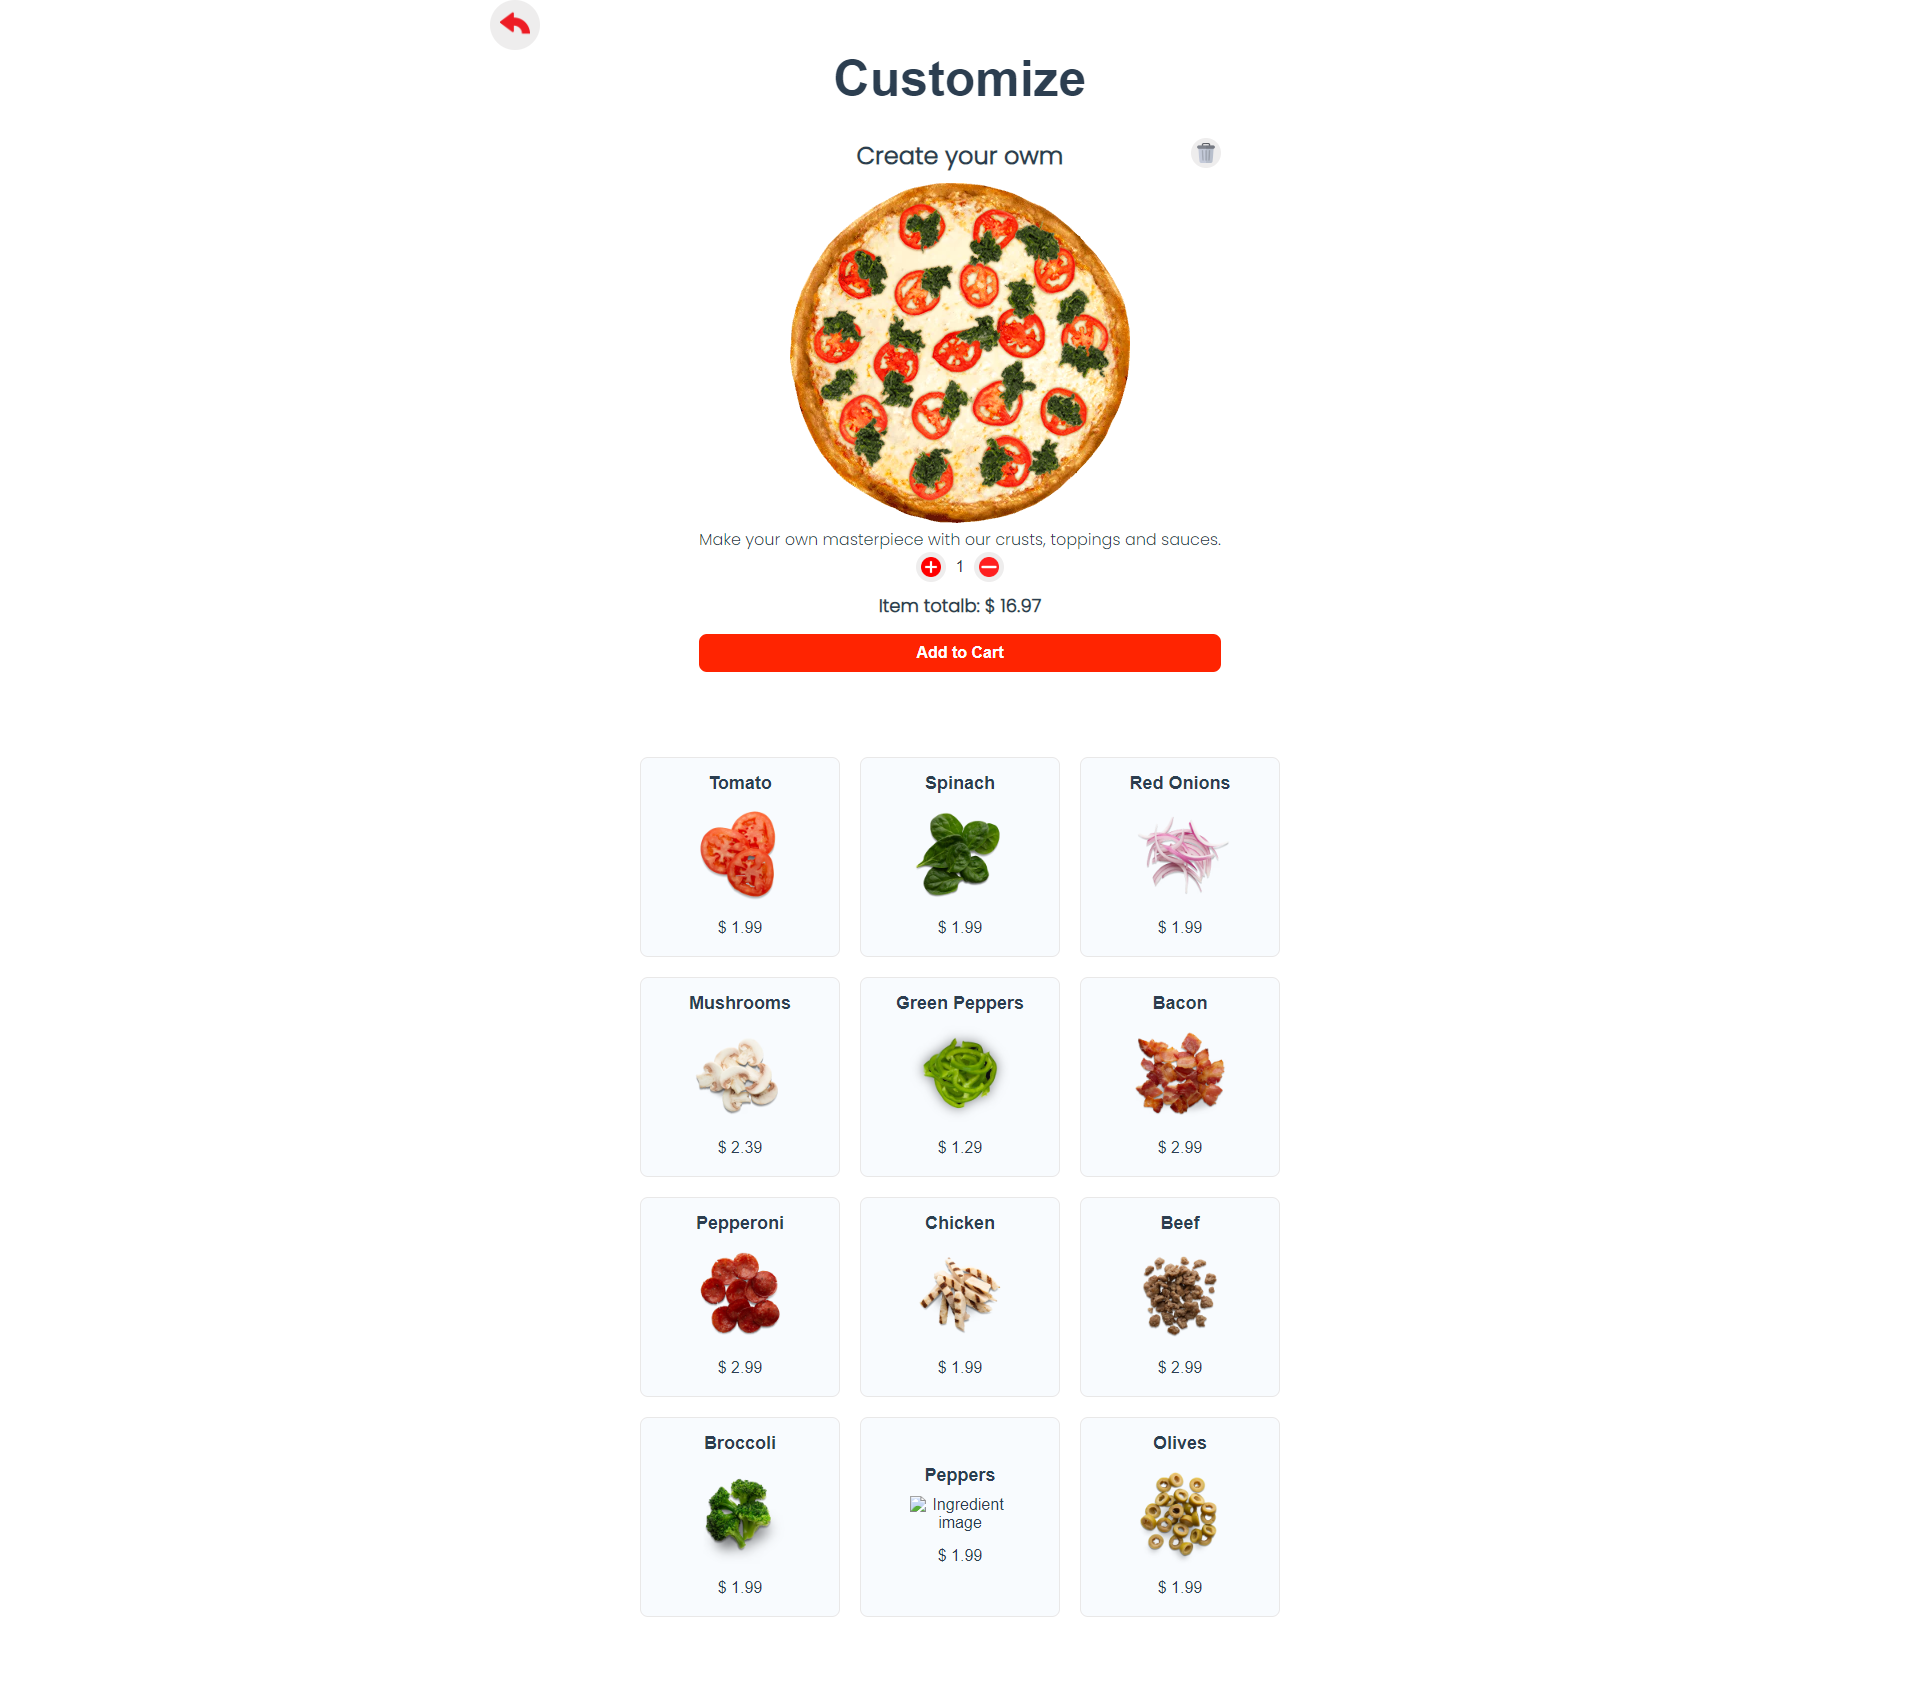 Customize
Create your owm
Make your own masterpiece with our crusts, toppings and sauces.
1
Item totalb: $ 16.97
Add to Cart
Tomato
$ 1.99
Spinach
$ 1.99
Red Onions
$ 1.99
Mushrooms
$ 2.39
Green Peppers
$ 1.29
Bacon
$ 2.99
Pepperoni
$ 2.99
Chicken
$ 1.99
Beef
$ 2.99
Broccoli
$ 1.99
Peppers
Ingredient
image
$ 1.99
Olives
$ 1.99